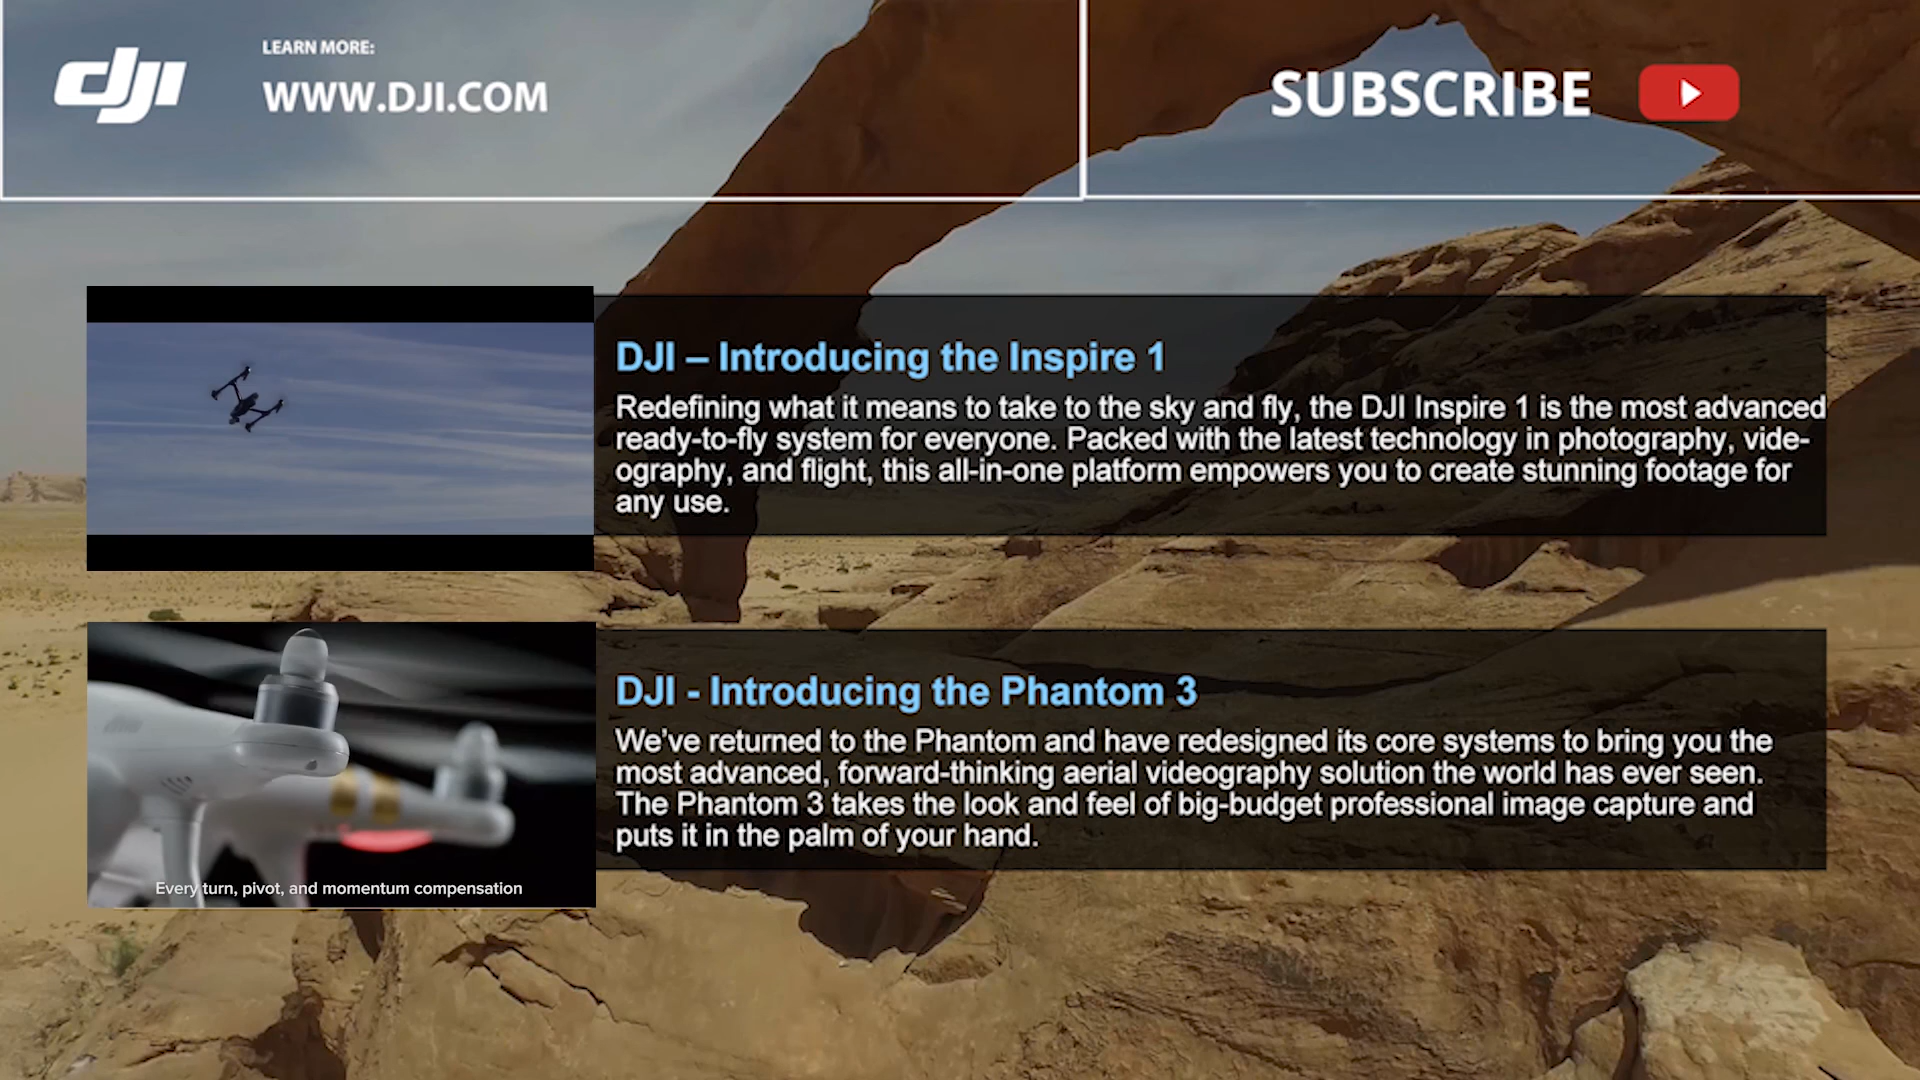 dji
LEARN MORE:
WWW.DJI.COM
SUBSCRIBE
DJI – Introducing the Inspire 1
Redefining what it means to take to the sky and fly, the DJI Inspire 1 is the most advanced
ready-to-fly system for everyone. Packed with the latest technology in photography, vide-
ography, and flight, this all-in-one platform empowers you to create stunning footage for
any use.
DJI - Introducing the Phantom 3
We’ve returned to the Phantom and have redesigned its core systems to bring you the
most advanced, forward-thinking aerial videography solution the world has ever seen.
The Phantom 3 takes the look and feel of big-budget professional image capture and
puts it in the palm of your hand.
Every turn, pivot, and momentum compensation